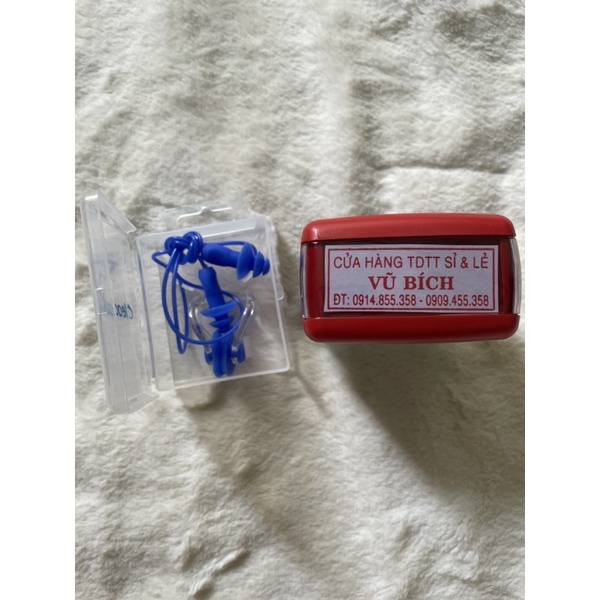 CỬA HÀNG TDTT SỈ & LẺ
VŨ BÍCH
ĐT: 0914.855.358 - 0909.455.358